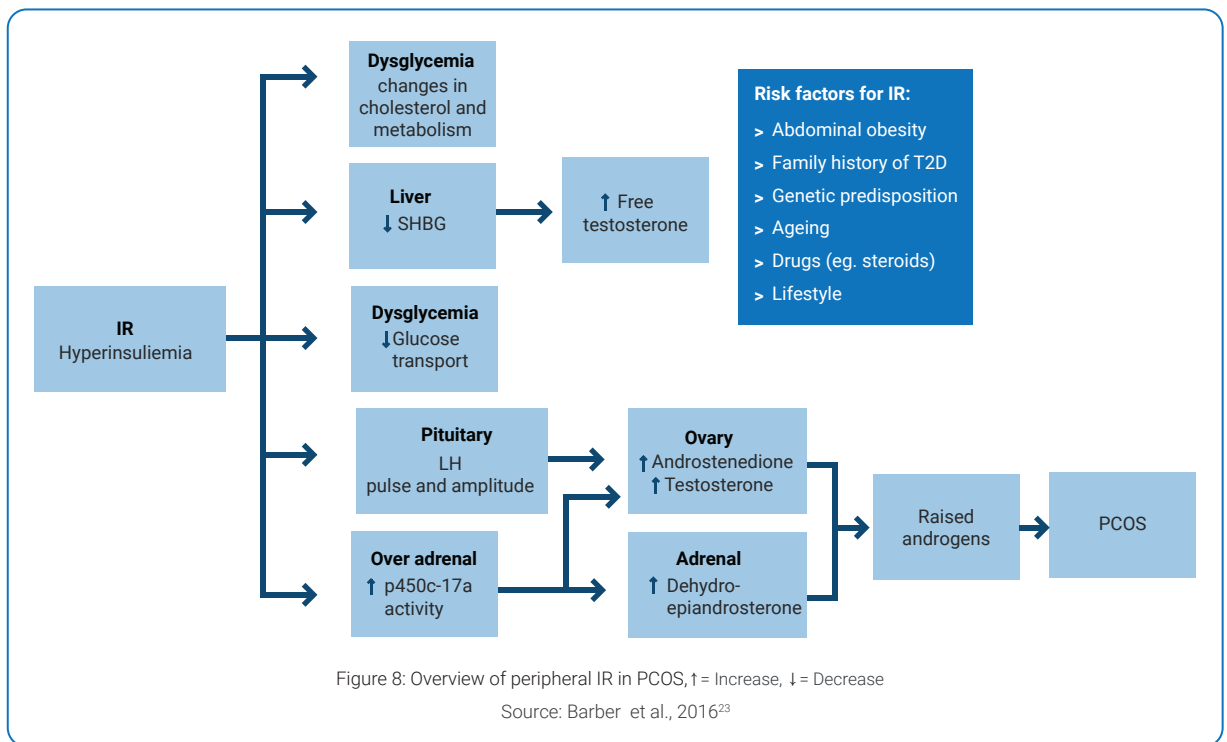 Dysglycemia
changes in
cholesterol and
metabolism
Risk factors for IR:
> Abdominal obesity
> Family history of T2D
> Genetic predisposition
> Ageing
> Drugs (eg. steroids)
> Lifestyle
Liver
↓ SHBG
↑ Free
testosterone
IR
Hyperinsuliemia
Dysglycemia
↓Glucose
transport
Pituitary
LH
pulse and amplitude
Ovary
↑ Androstenedione
↑ Testosterone
Over adrenal
↑ p450c-17a
activity
Adrenal
↑ Dehydro-
epiandrosterone
Raised
androgens
PCOS
Figure 8: Overview of peripheral IR in PCOS,↑= Increase, ↓= Decrease
Source: Barber et al., 2016²³